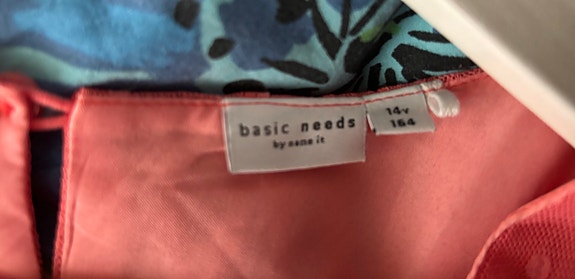 basic needs
by name it
14Y
164